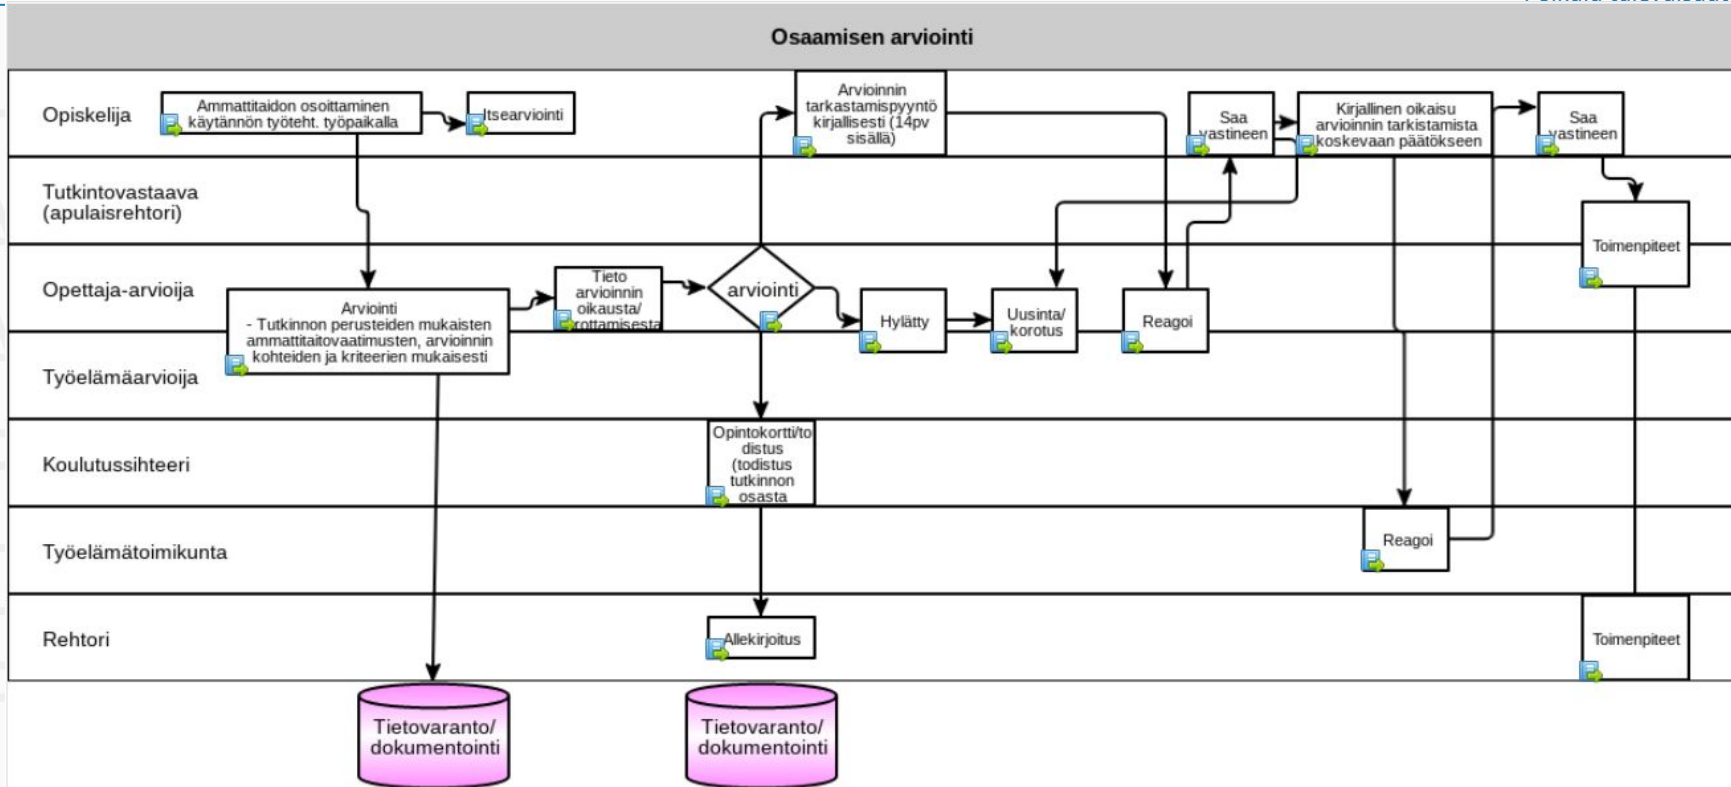 Osaamisen arviointi
Opiskelija
Ammattitaidon osoittaminen
käytännön työteht. työpaikalla
Itsearviointi
Arvioinnin
tarkastamispyyntö
kirjallisesti (14pv
sisällä)
Saa
vastineen
Kirjallinen oikaisu
arvioinnin tarkistamista
koskevaan päätökseen
Saa
vastineen
Tutkintovastaava
(apulaisrehtori)
Toimenpiteet
Opettaja-arvioija
Arviointi
- Tutkinnon perusteiden mukaisten
ammattitaitovaatimusten, arvioinnin
kohteiden ja kriteerien mukaisesti
Tieto
arvioinnin
oikausta/
rottamisesta
arviointi
Hylätty
Uusinta/
korotus
Reagoi
Työelämäarvioija
Koulutussihteeri
Opintokortti/to
distus
(todistus
tutkinnon
osasta
Työelämätoimikunta
Reagoi
Rehtori
Allekirjoitus
Toimenpiteet
Tietovaranto/
dokumentointi
Tietovaranto/
dokumentointi